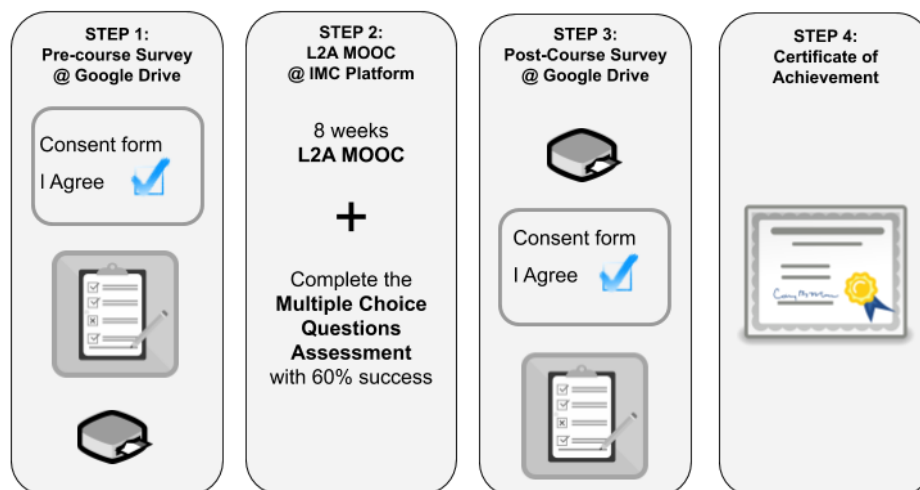 STEP 1:
Pre-course Survey
@ Google Drive
Consent form
I Agree
STEP 2:
L2A MOOC
@ IMC Platform
8 weeks
L2A MOOC
+
Complete the
Multiple Choice
Questions
Assessment
with 60% success
STEP 3:
Post-Course Survey
@ Google Drive
Consent form
I Agree
STEP 4:
Certificate of
Achievement